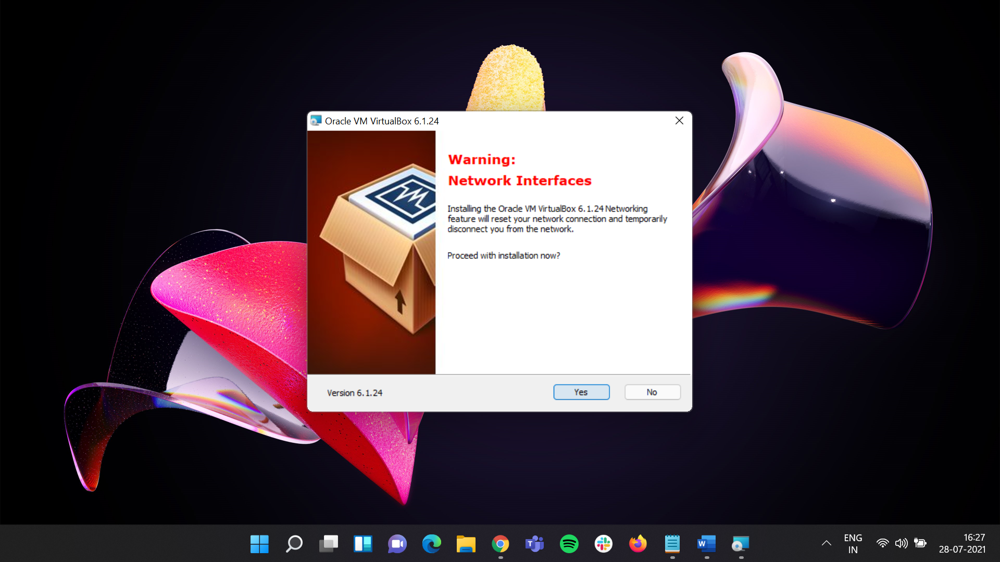 Oracle VM VirtualBox 6.1.24
Warning:
Network Interfaces
Installing the Oracle VM VirtualBox 6.1.24 Networking
feature will reset your network connection and temporarily
disconnect you from the network.
Proceed with installation now?
Version 6.1.24
Yes
No
ENG
IN
16:27
28-07-2021